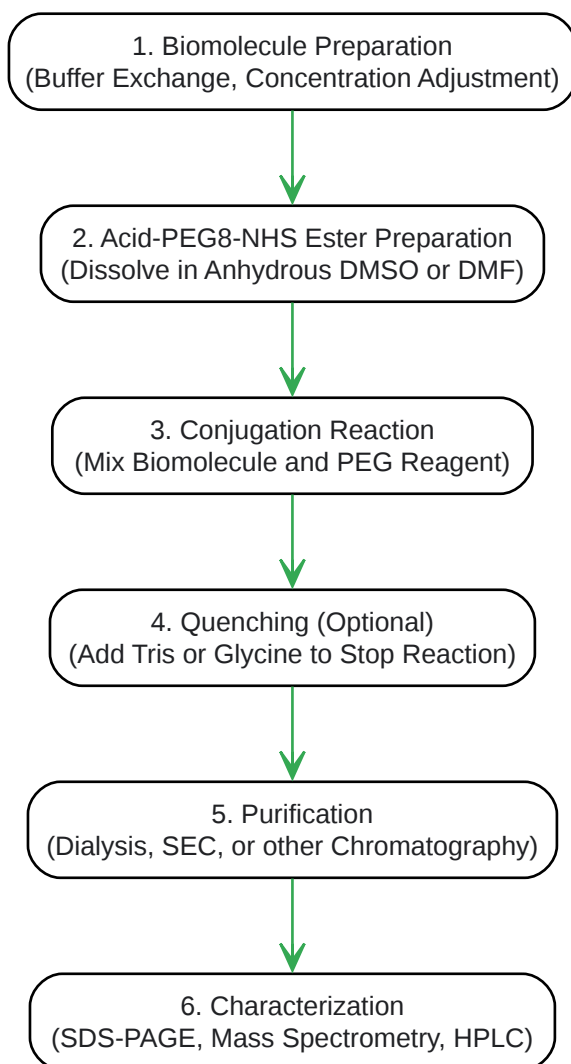 1. Biomolecule Preparation
(Buffer Exchange, Concentration Adjustment)
2. Acid-PEG8-NHS Ester Preparation
(Dissolve in Anhydrous DMSO or DMF)
3. Conjugation Reaction
(Mix Biomolecule and PEG Reagent)
4. Quenching (Optional)
(Add Tris or Glycine to Stop Reaction)
5. Purification
(Dialysis, SEC, or other Chromatography)
6. Characterization
(SDS-PAGE, Mass Spectrometry, HPLC)